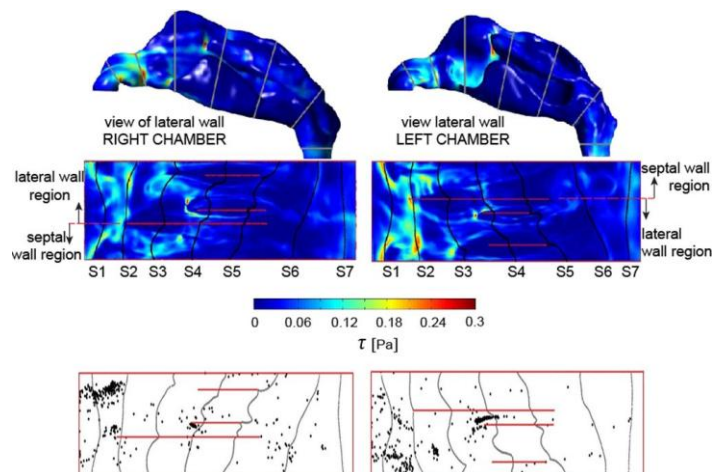 view of lateral wall
RIGHT CHAMBER
view lateral wall
LEFT CHAMBER
lateral wall
region
septal
wall region
septal wall
region
lateral
wall region
S1 S2 S3 S4 S5 S6 S7
S1 S2 S3 S4 S5 S6 S7
0 0.06 0.12 0.18 0.24 0.3
τ [Pa]